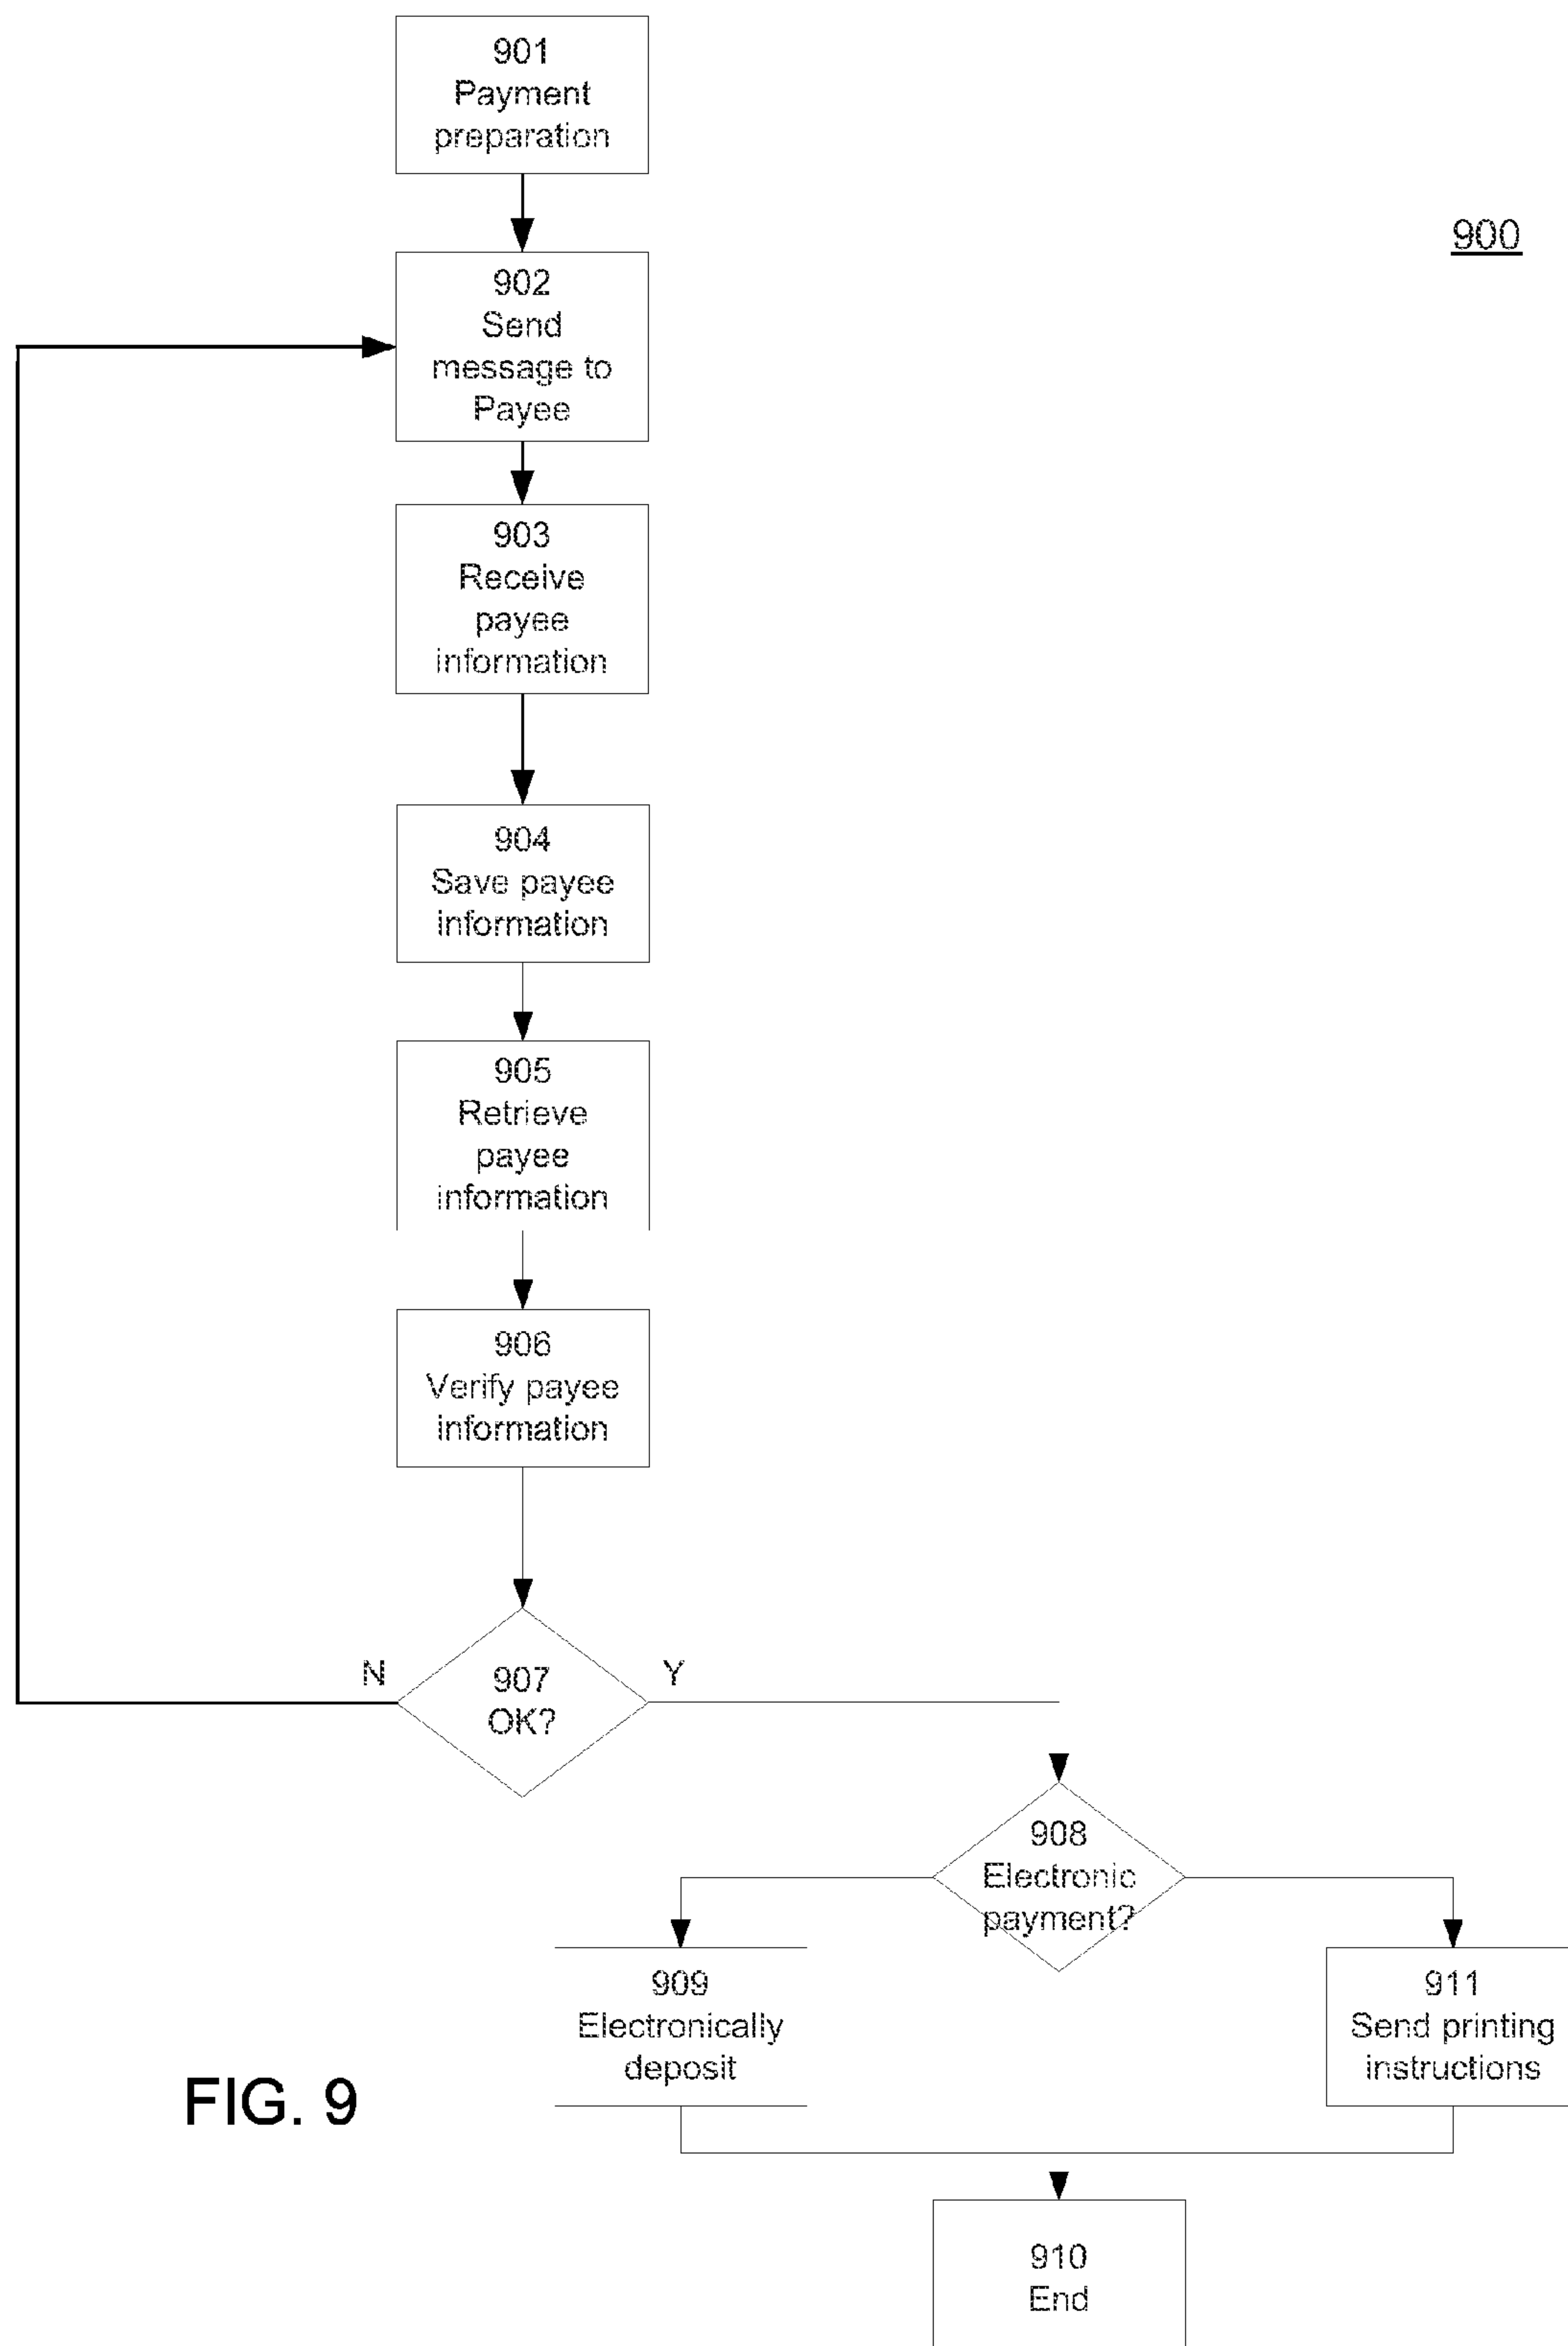 901
Payment
preparation
900
902
Send
message to
Payee
903
Receive
payee
information
904
Save payee
information
905
Retrieve
payee
information
906
Verify payee
information
N
907
OK?
Y
908
Electronic
payment?
909
Electronically
deposit
911
Send printing
instructions
FIG. 9
910
End